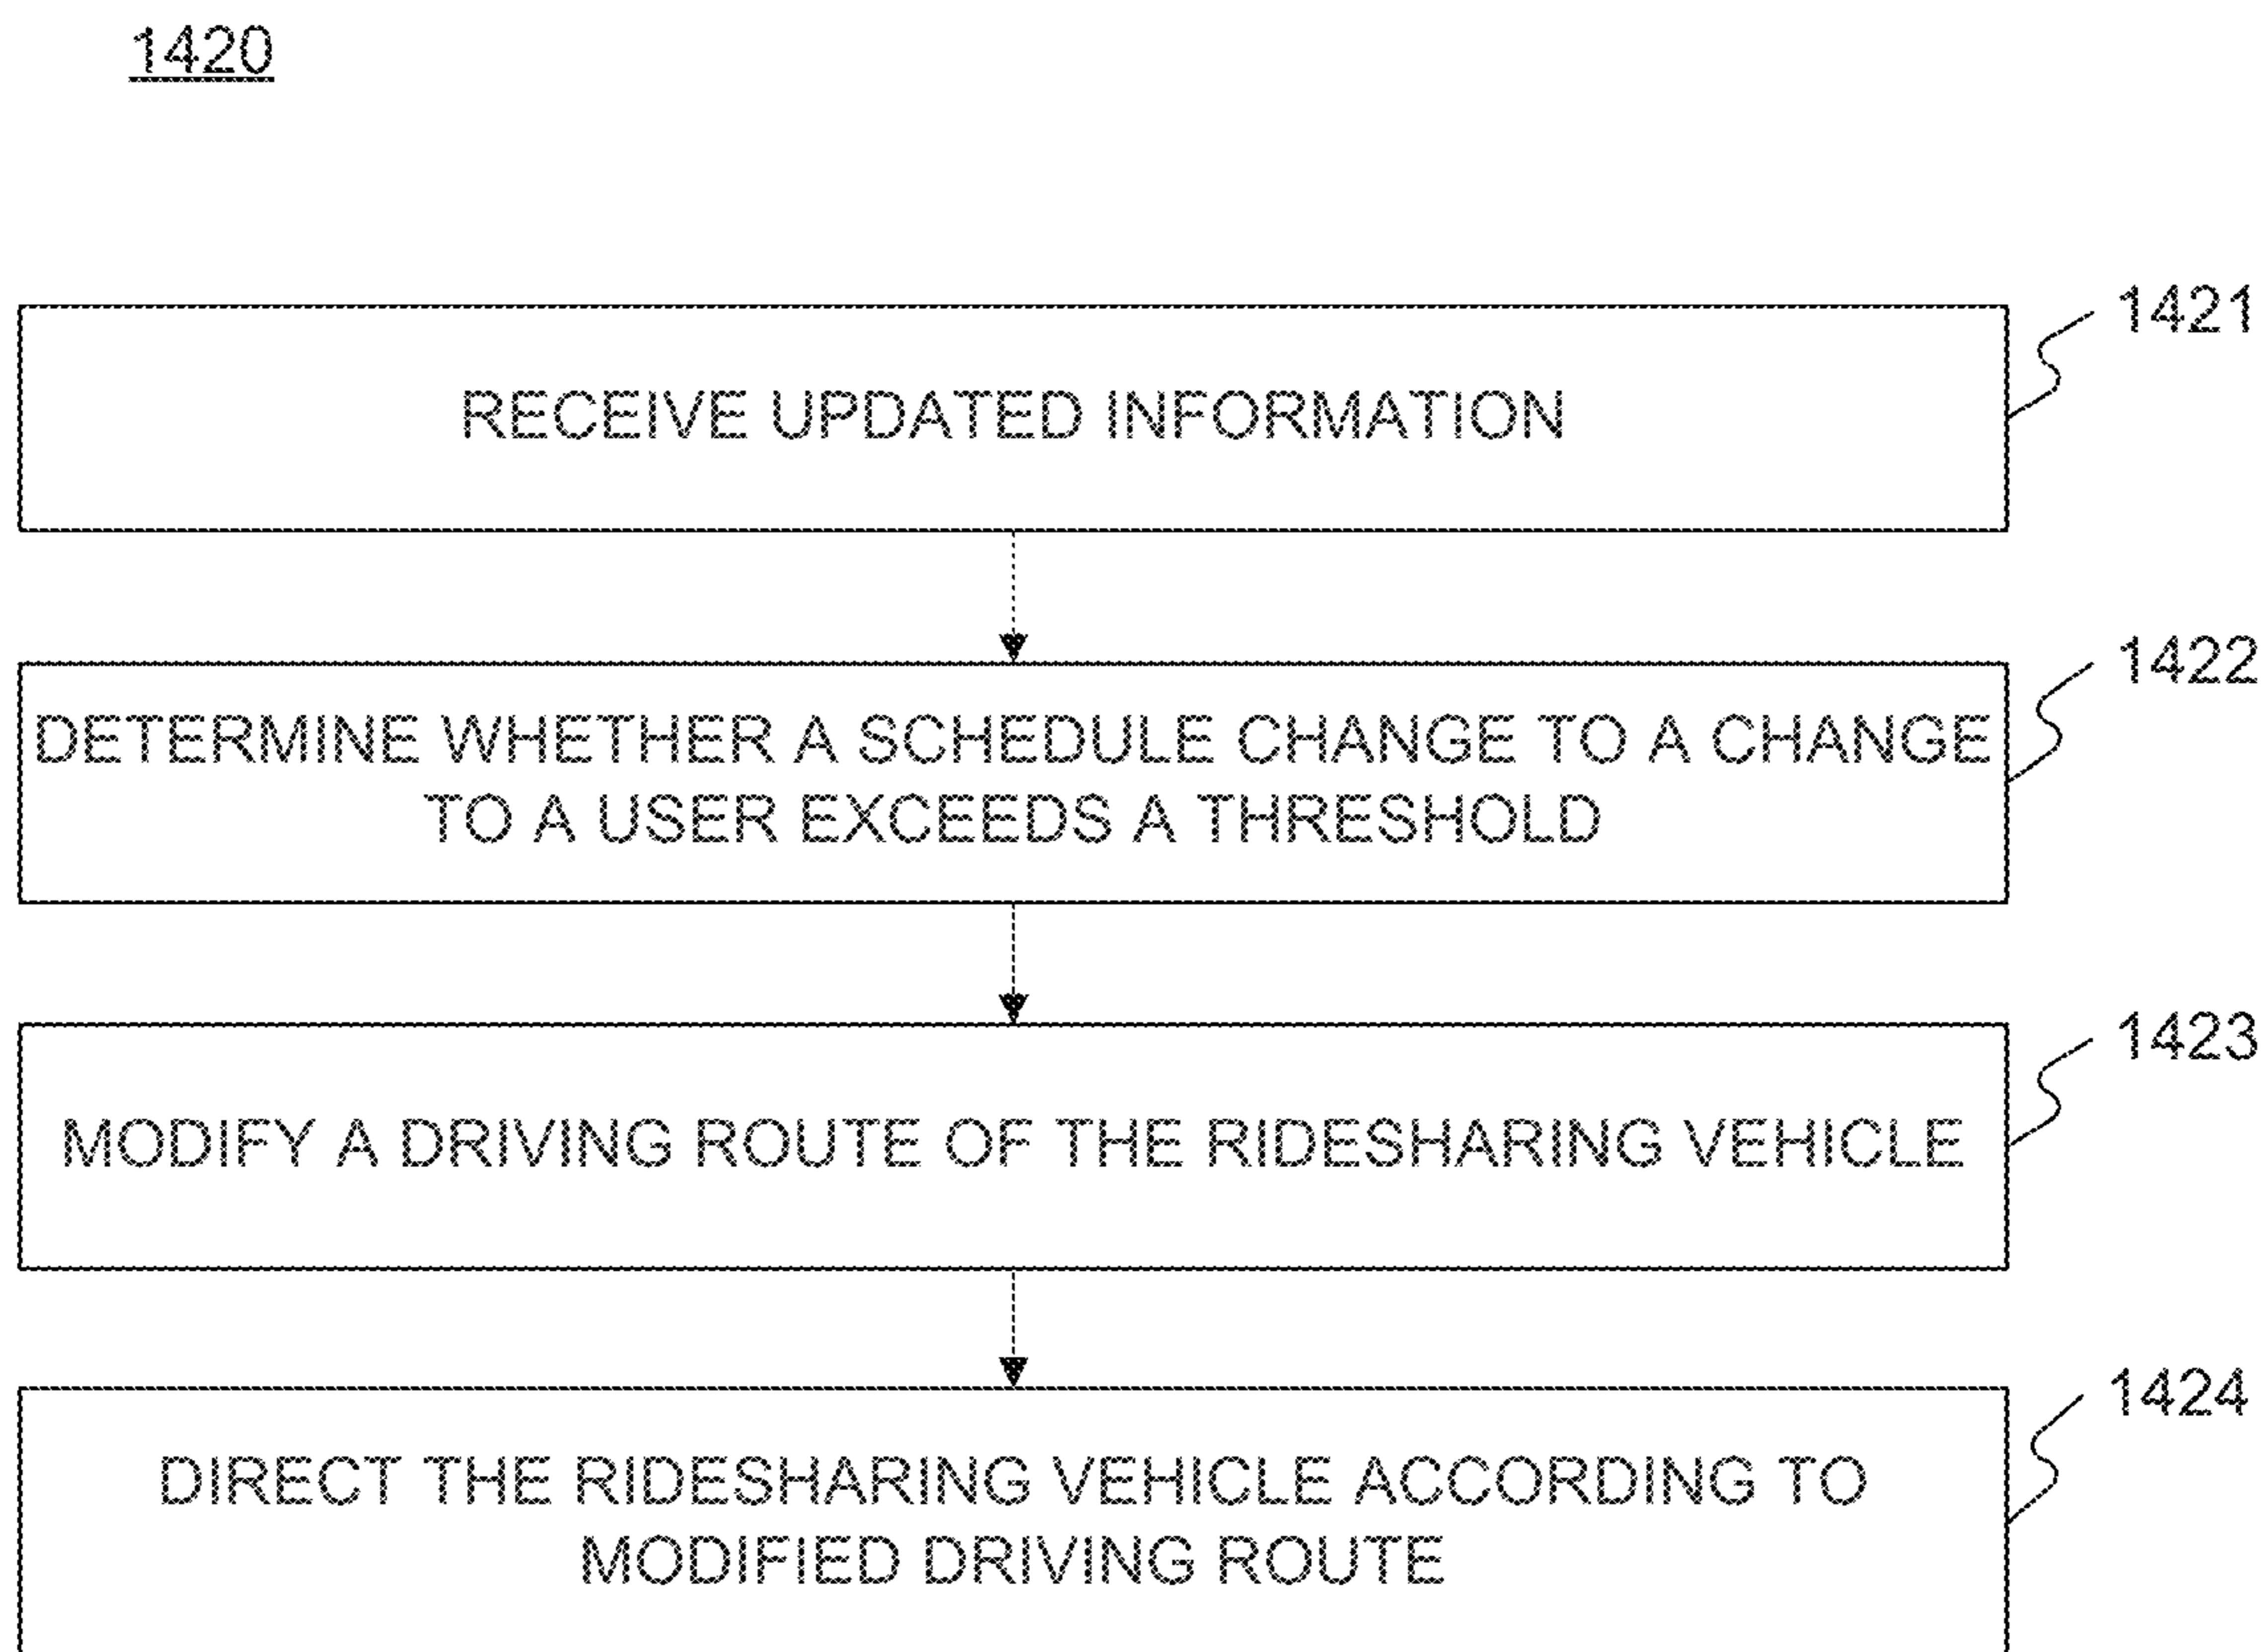 1420
1421
RECEIVE UPDATED INFORMATION
1422
DETERMINE WHETHER A SCHEDULE CHANGE TO A CHANGE
TO A USER EXCEEDS A THRESHOLD
1423
MODIFY A DRIVING ROUTE OF THE RIDESHARING VEHICLE
1424
DIRECT THE RIDESHARING VEHICLE ACCORDING TO
MODIFIED DRIVING ROUTE